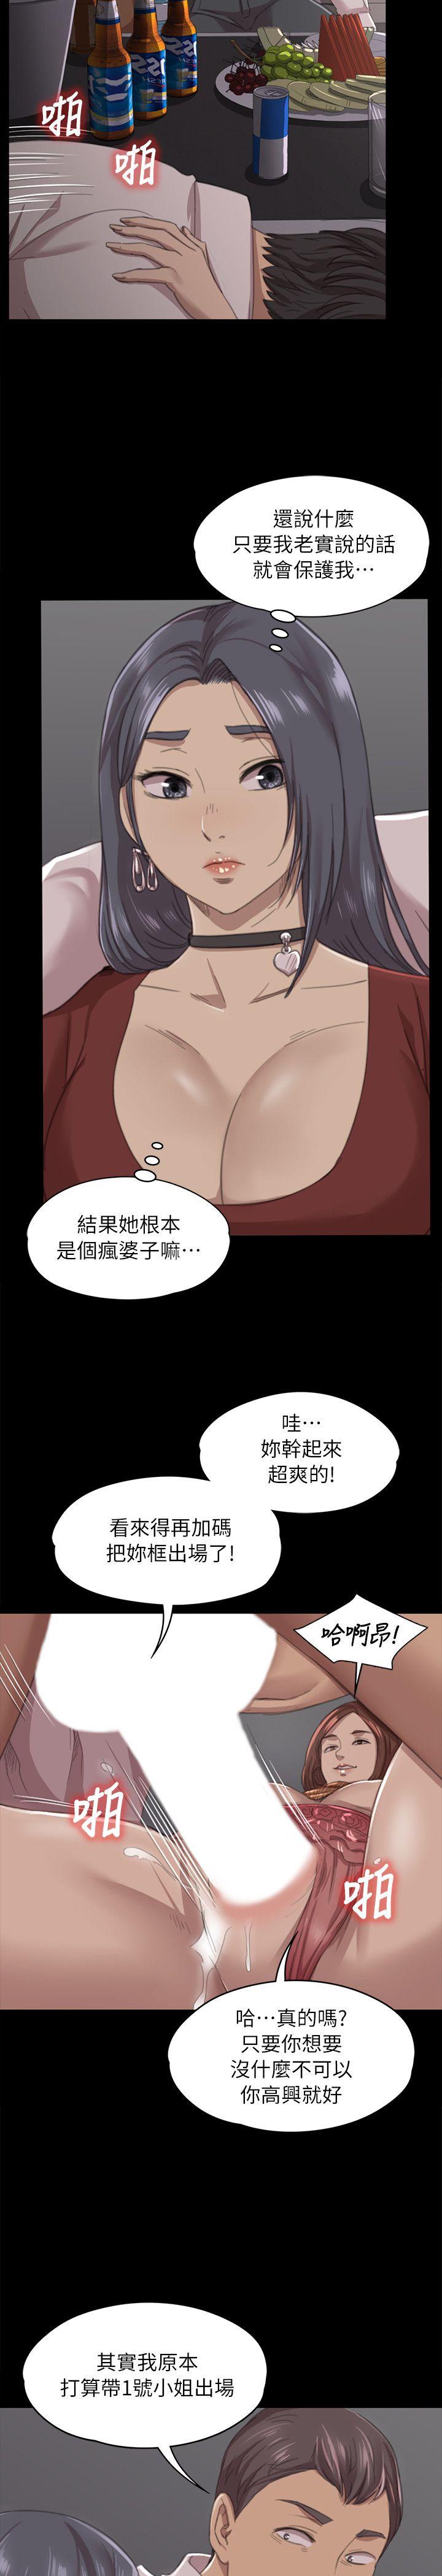 啪
啪
還說什麼
只要我老實說的話
就會保護我…
結果她根本
是個瘋婆子嘛…
哇…
妳幹起來
超爽的!
看來得再加碼
把妳框出場了!
哈啊昂!
啪
啪
哈…真的嗎?
只要你想要
沒什麼不可以
你高興就好
其實我原本
打算帶1號小姐出場